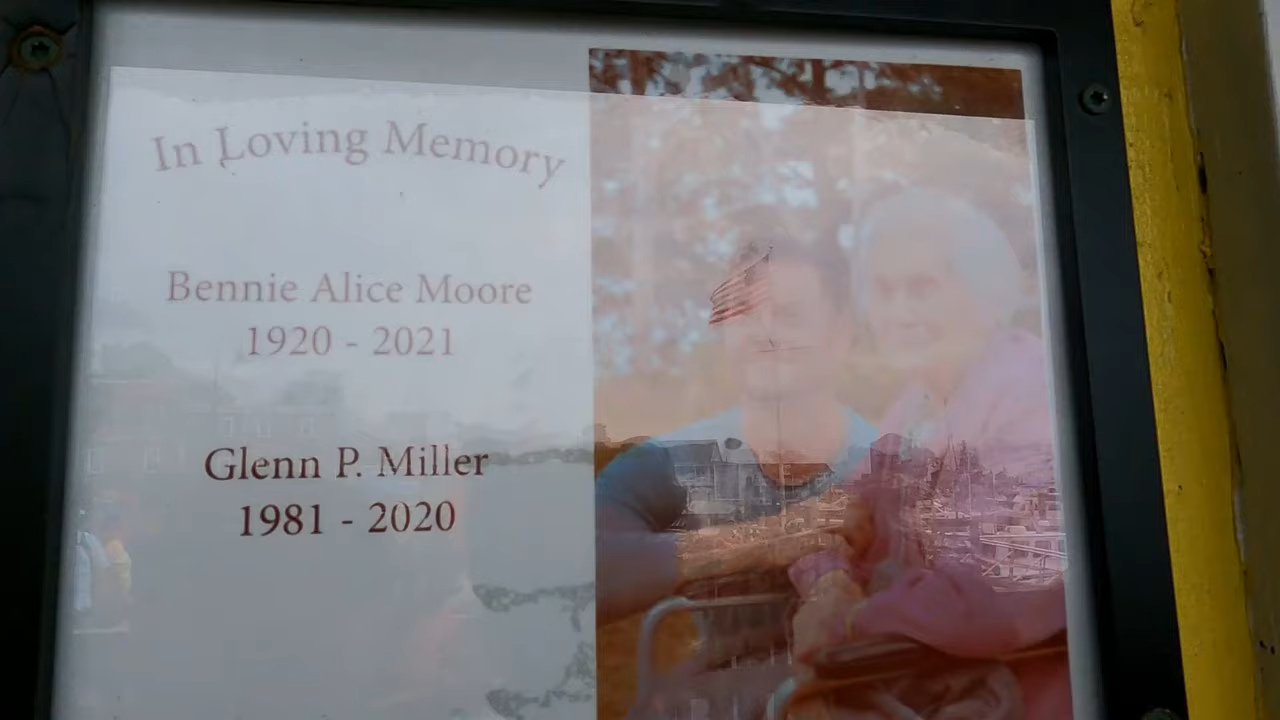 In Loving Memory
Bennie Alice Moore
1920 - 2021
Glenn P. Miller
1981 - 2020